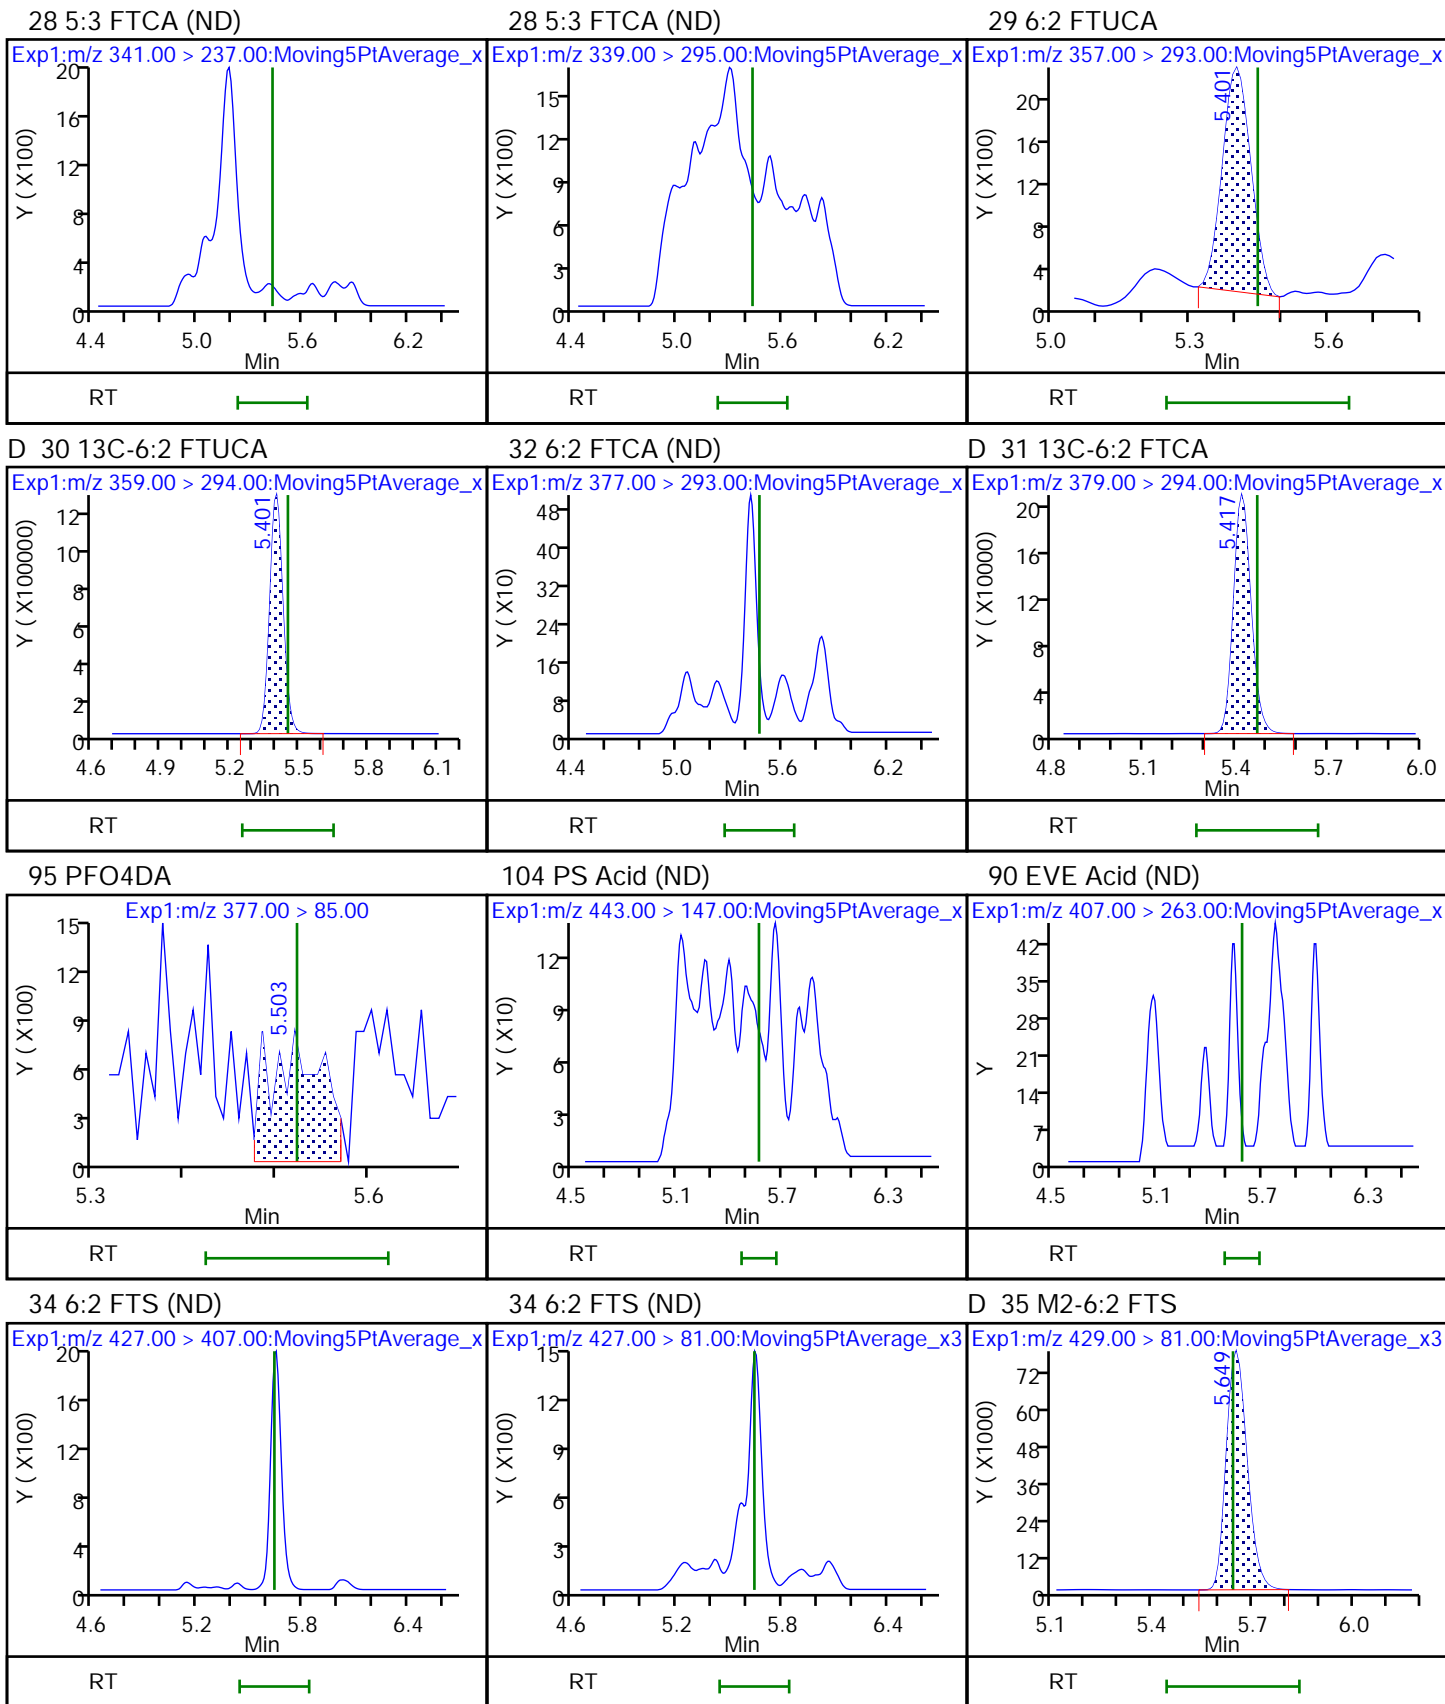 28 5:3 FTCA (ND)
Exp1:m/z 341.00 > 237.00:Moving5PtAverage_x
Y ( X100)
20
16
12
8
4
0
4.4 5.0 5.6 6.2
Min
RT
28 5:3 FTCA (ND)
Exp1:m/z 339.00 > 295.00:Moving5PtAverage_x
Y ( X100)
15
12
9
6
3
0
4.4 5.0 5.6 6.2
Min
RT
29 6:2 FTUCA
Exp1:m/z 357.00 > 293.00:Moving5PtAverage_x
5.401
Y ( X100)
20
16
12
8
4
0
5.0 5.3 5.6
Min
RT
D 30 13C-6:2 FTUCA
Exp1:m/z 359.00 > 294.00:Moving5PtAverage_x
5.401
Y ( X100000)
12
10
8
6
4
2
0
4.6 4.9 5.2 5.5 5.8 6.1
Min
RT
32 6:2 FTCA (ND)
Exp1:m/z 377.00 > 293.00:Moving5PtAverage_x
Y ( X10)
48
40
32
24
16
8
0
4.4 5.0 5.6 6.2
Min
RT
D 31 13C-6:2 FTCA
Exp1:m/z 379.00 > 294.00:Moving5PtAverage_x
5.417
Y ( X10000)
20
16
12
8
4
0
4.8 5.1 5.4 5.7 6.0
Min
RT
95 PFO4DA
Exp1:m/z 377.00 > 85.00
5.503
Y ( X100)
15
12
9
6
3
0
5.3 5.6
Min
RT
104 PS Acid (ND)
Exp1:m/z 443.00 > 147.00:Moving5PtAverage_x
Y ( X10)
12
9
6
3
0
4.5 5.1 5.7 6.3
Min
RT
90 EVE Acid (ND)
Exp1:m/z 407.00 > 263.00:Moving5PtAverage_x
Y
42
35
28
21
14
7
0
4.5 5.1 5.7 6.3
Min
RT
34 6:2 FTS (ND)
Exp1:m/z 427.00 > 407.00:Moving5PtAverage_x
Y ( X100)
20
16
12
8
4
0
4.6 5.2 5.8 6.4
Min
RT
34 6:2 FTS (ND)
Exp1:m/z 427.00 > 81.00:Moving5PtAverage_x3
Y ( X100)
15
12
9
6
3
0
4.6 5.2 5.8 6.4
Min
RT
D 35 M2-6:2 FTS
Exp1:m/z 429.00 > 81.00:Moving5PtAverage_x3
5.649
Y ( X1000)
72
60
48
36
24
12
0
5.1 5.4 5.7 6.0
Min
RT